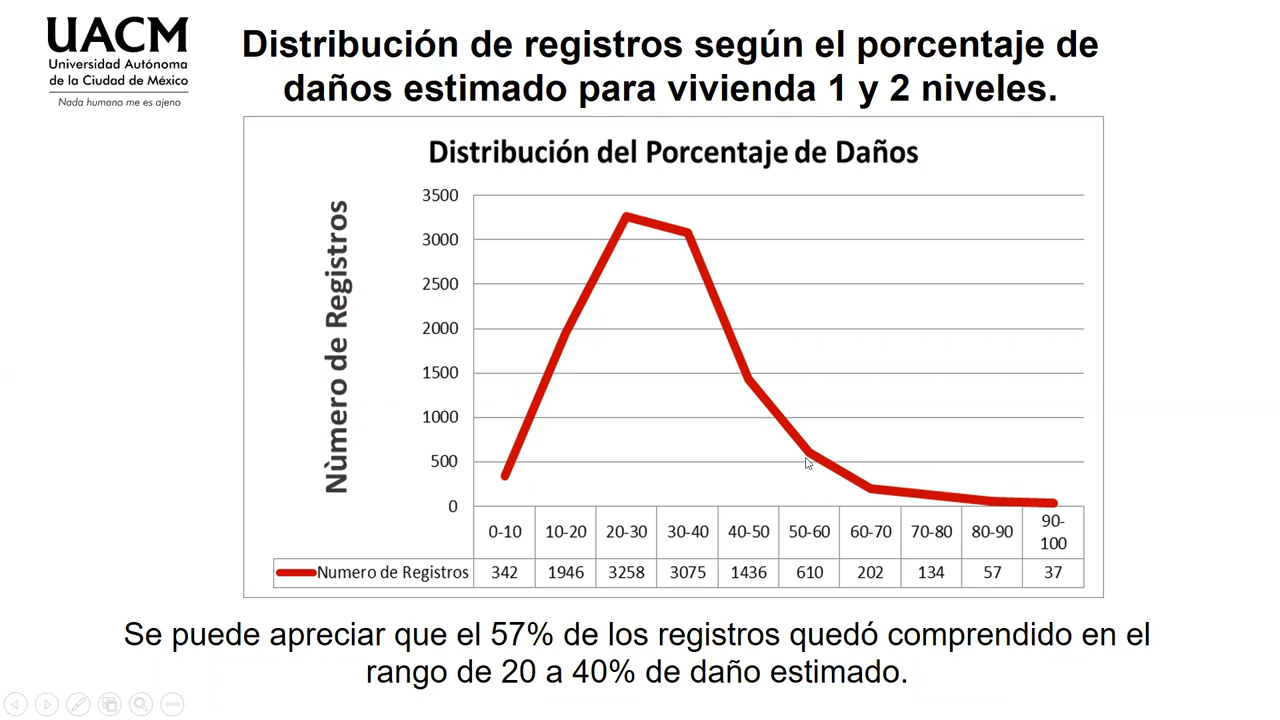 UACM
Universidad Autónoma
de la Ciudad de México
Nada humano me es ajeno
Distribución de registros según el porcentaje de
daños estimado para vivienda 1 y 2 niveles.
Distribución del Porcentaje de Daños
Nùmero de Registros
3500
3000
2500
2000
1500
1000
500
0
0-10 10-20 20-30 30-40 40-50 50-60 60-70 70-80 80-90 90-
100
Numero de Registros 342 1946 3258 3075 1436 610 202 134 57 37
Se puede apreciar que el 57% de los registros quedó comprendido en el
rango de 20 a 40% de daño estimado.